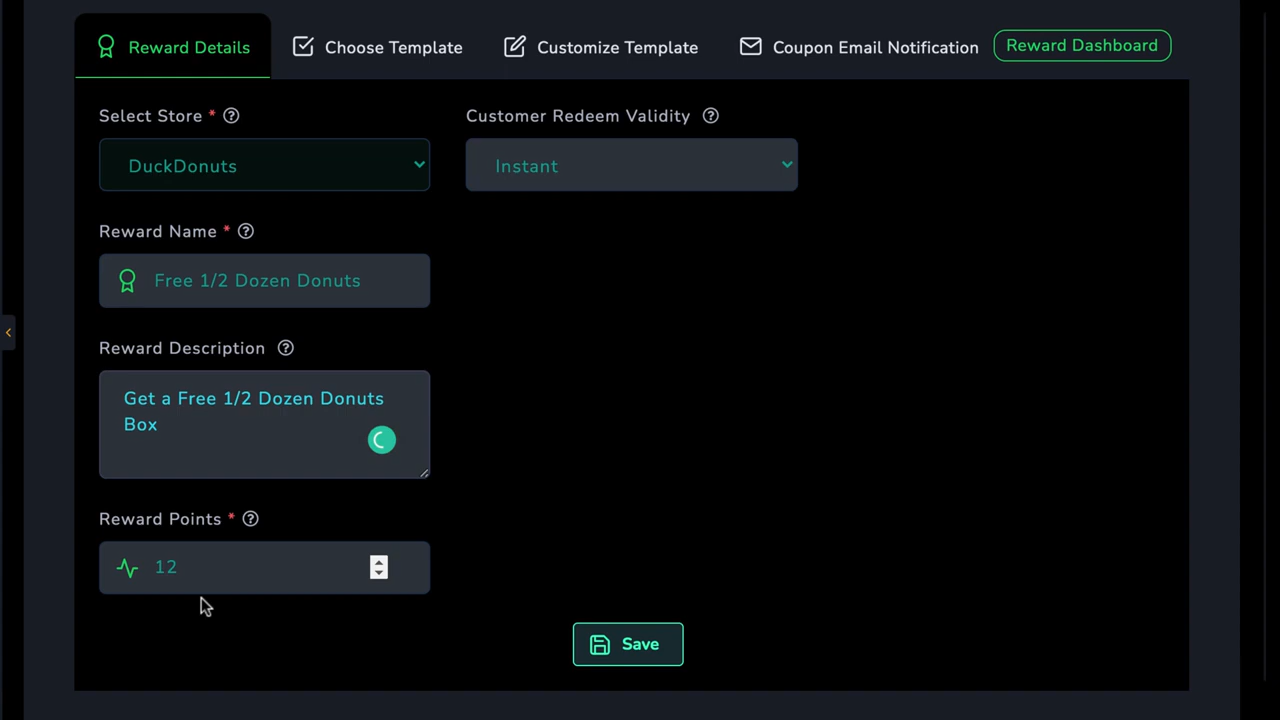 Reward Details
Choose Template
Customize Template
Coupon Email Notification
Reward Dashboard
Select Store *
Customer Redeem Validity
DuckDonuts
Instant
Reward Name *
Free 1/2 Dozen Donuts
Reward Description
Get a Free 1/2 Dozen Donuts
Box
Reward Points *
12
Save